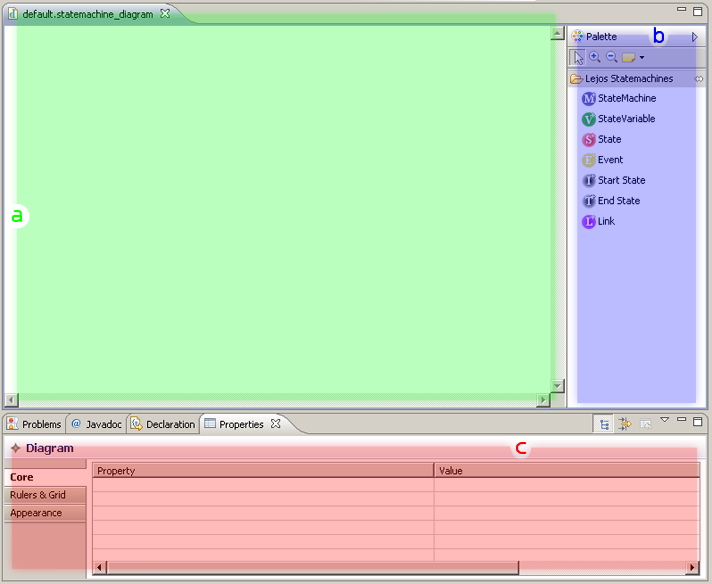 default.statemachine_diagram
b
Palette
Lejos Statemachines
M StateMachine
V StateVariable
S State
E Event
I Start State
I End State
L Link
a
Problems @ Javadoc Declaration Properties
c
Diagram
Core
Rulers & Grid
Appearance
Property Value